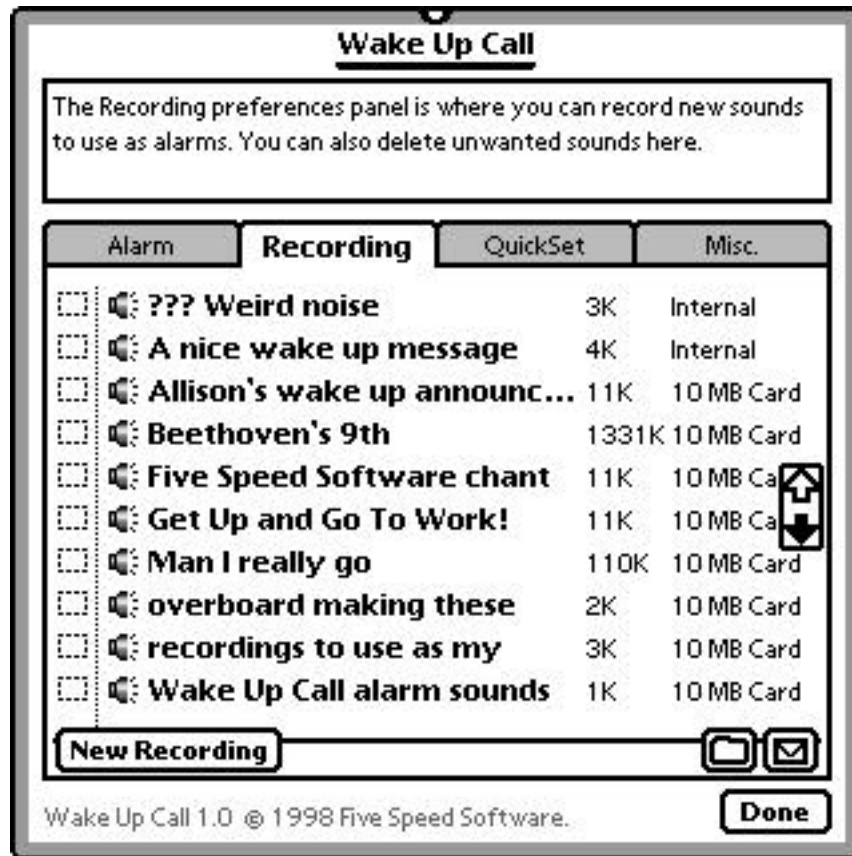 Wake Up Call
The Recording preferences panel is where you can record new sounds
to use as alarms. You can also delete unwanted sounds here.
Alarm Recording QuickSet Misc.
??? Weird noise 3K Internal
A nice wake up message 4K Internal
Allison's wake up announc... 11K 10 MB Card
Beethoven's 9th 1331K 10 MB Card
Five Speed Software chant 11K 10 MB Ca
Get Up and Go To Work! 11K 10 MB Ca
Man I really go 110K 10 MB Card
overboard making these 2K 10 MB Card
recordings to use as my 3K 10 MB Card
Wake Up Call alarm sounds 1K 10 MB Card
New Recording
Wake Up Call 1.0 © 1998 Five Speed Software. Done